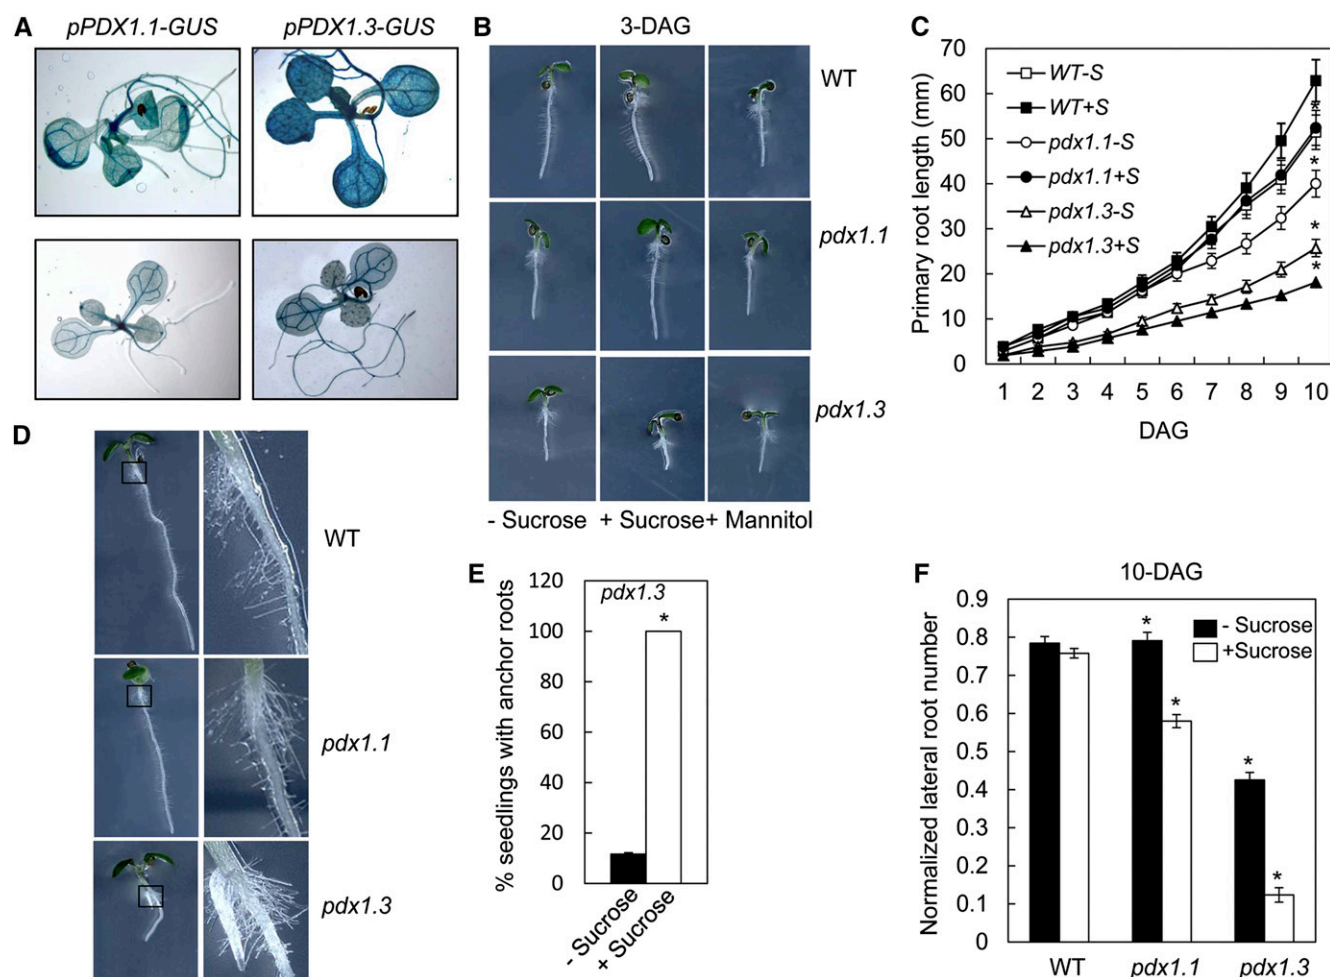 A
pPDX1.1-GUS
pPDX1.3-GUS
B
3-DAG
WT
pdx1.1
pdx1.3
- Sucrose
+ Sucrose
+ Mannitol
C
Primary root length (mm)
70
60
50
40
30
20
10
0
WT-S
WT+S
pdx1.1-S
pdx1.1+S
pdx1.3-S
pdx1.3+S
*
*
*
*
1 2 3 4 5 6 7 8 9 10
DAG
D
WT
pdx1.1
pdx1.3
E
% seedlings with anchor roots
120
100
80
60
40
20
0
pdx1.3
*
- Sucrose
+ Sucrose
F
10-DAG
Normalized lateral root number
0.9
0.8
0.7
0.6
0.5
0.4
0.3
0.2
0.1
0
- Sucrose
+Sucrose
*
*
*
*
WT
pdx1.1
pdx1.3